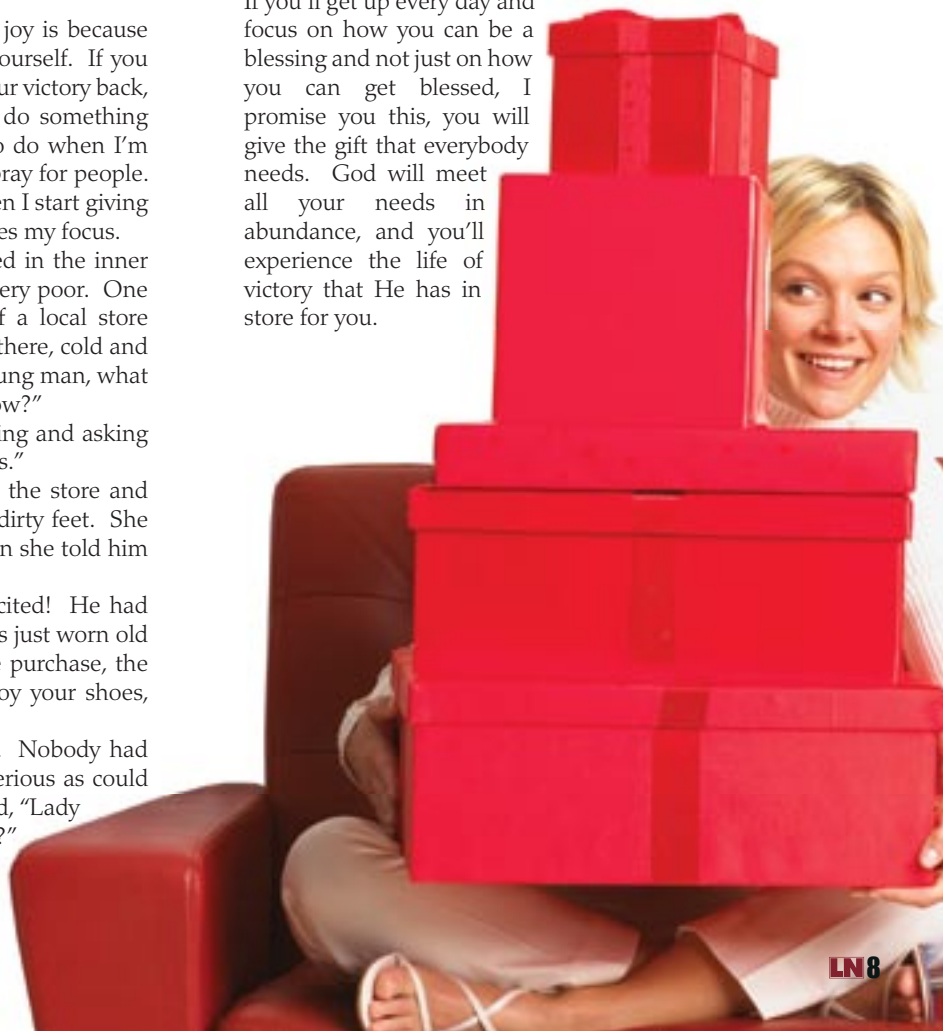 joy is because
ourself. If you
ur victory back,
do something
o do when I'm
pray for people.
en I start giving
es my focus.
ed in the inner
ery poor. One
f a local store
there, cold and
ung man, what
ow?"
ing and asking
s."
the store and
dirty feet. She
n she told him
cited! He had
s just worn old
e purchase, the
oy your shoes,
Nobody had
erious as could
d, "Lady
?"
If you'll get up every day and
focus on how you can be a
blessing and not just on how
you can get blessed, I
promise you this, you will
give the gift that everybody
needs. God will meet
all your needs in
abundance, and you'll
experience the life of
victory that He has in
store for you.
LN 8